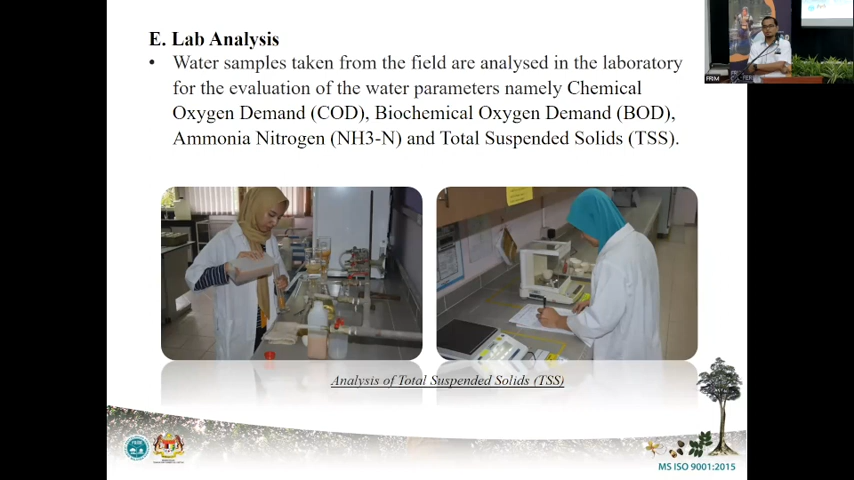 E. Lab Analysis
• Water samples taken from the field are analysed in the laboratory
for the evaluation of the water parameters namely Chemical
Oxygen Demand (COD), Biochemical Oxygen Demand (BOD),
Ammonia Nitrogen (NH3-N) and Total Suspended Solids (TSS).
Analysis of Total Suspended Solids (TSS)
MS ISO 9001:2015
FRIM